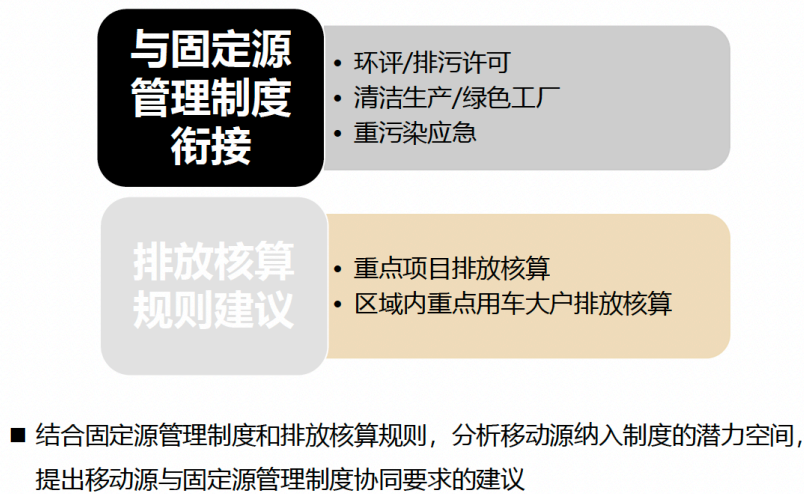 与固定源
管理制度
衔接
• 环评/排污许可
• 清洁生产/绿色工厂
• 重污染应急
排放核算
规则建议
• 重点项目排放核算
• 区域内重点用车大户排放核算
■ 结合固定源管理制度和排放核算规则，分析移动源纳入制度的潜力空间，
提出移动源与固定源管理制度协同要求的建议